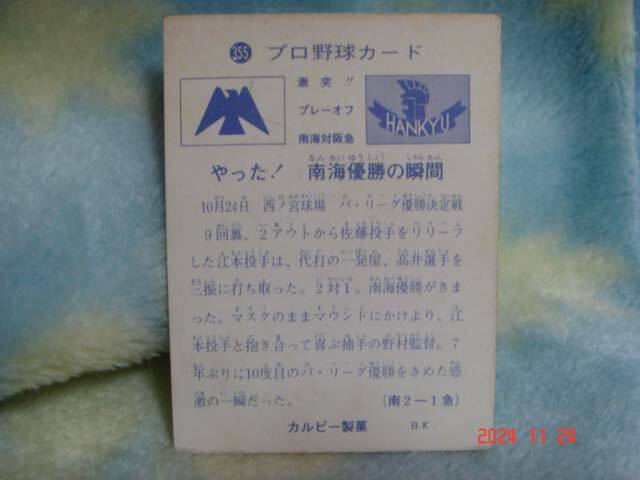 355 プロ野球カード
激突!!
プレーオフ
南海対阪急
HANKYU
なんかいゆうしょう しゅんかん
やった! 南海優勝の瞬間
10月24日 西ノ宮球場 パ・リーグ優勝決定戦
9回裏、2アウトから佐藤投手をリリーフ
した江本投手は、代打の一発屋、高井選手を
三振に打ち取った。2対1。南海優勝がきま
った。マスクのままマウンドにかけより、江
本投手と抱き合って喜ぶ捕手の野村監督。7
年ぶりに10度目のパ・リーグ優勝をきめた感
激の一瞬だった。 (南2-1急)
カルビー製菓 BK
2024 11 24